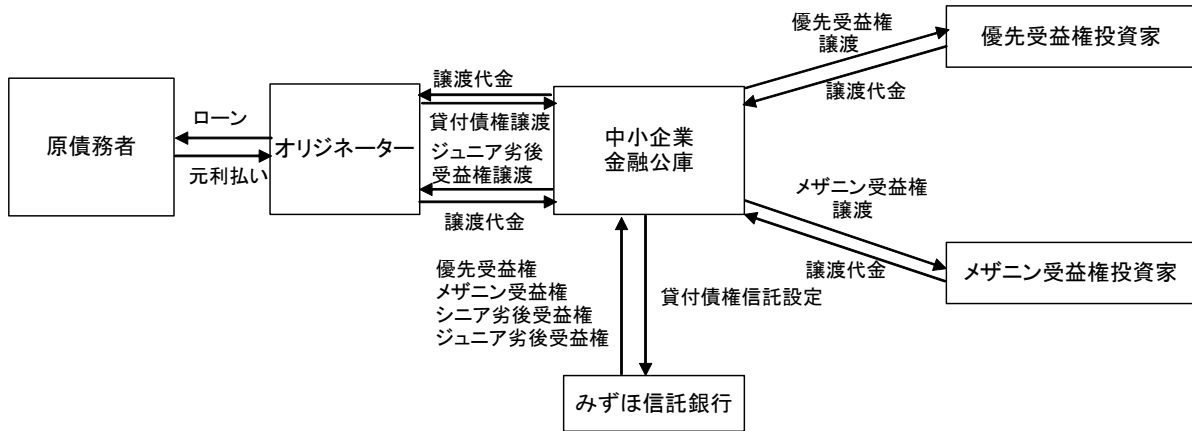 優先受益権
譲渡
優先受益権投資家
譲渡代金
譲渡代金
ローン
貸付債権譲渡
原債務者
オリジネーター
中小企業
金融公庫
ジュニア劣後
受益権譲渡
元利払い
メザニン受益権
譲渡
譲渡代金
優先受益権
メザニン受益権
シニア劣後受益権
ジュニア劣後受益権
貸付債権信託設定
譲渡代金
メザニン受益権投資家
みずほ信託銀行